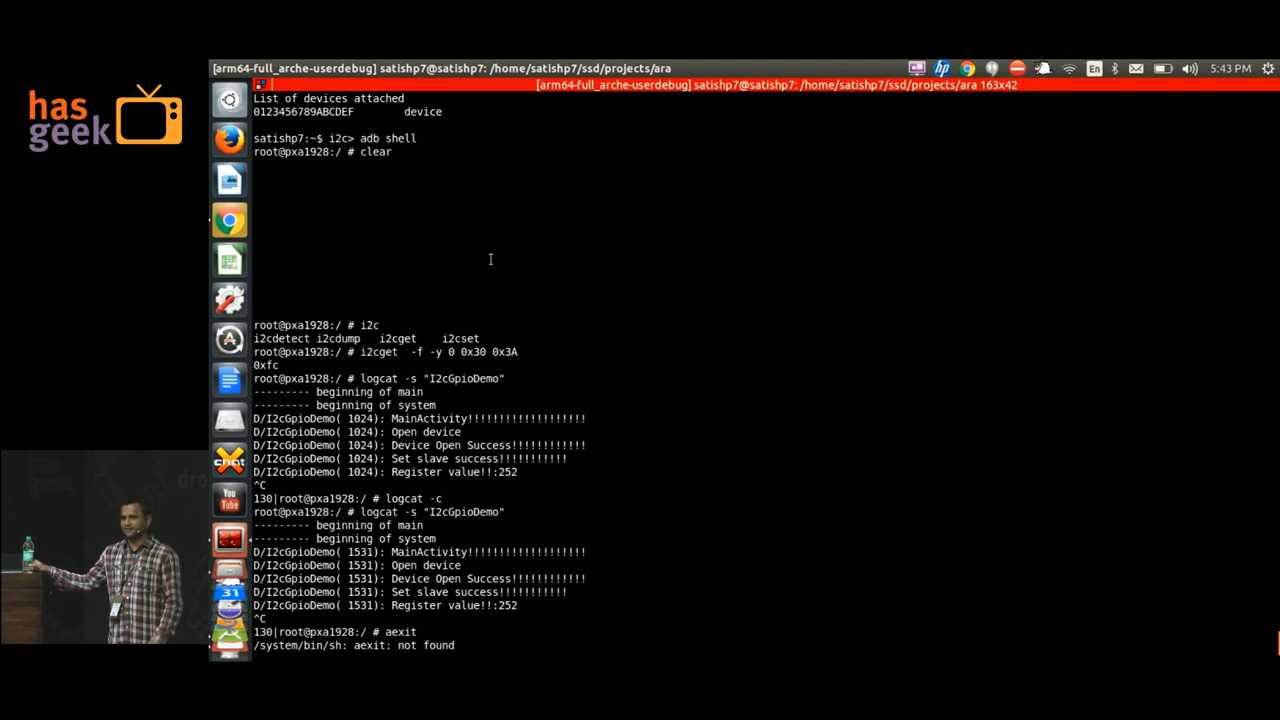 has
geek
[arm64-full_arche-userdebug] satishp7@satishp7: /home/satishp7/ssd/projects/ara
En
5:43 PM
[arm64-full_arche-userdebug] satishp7@satishp7: /home/satishp7/ssd/projects/ara 163x42
List of devices attached
0123456789ABCDEF device
satishp7:~$ i2c> adb shell
root@pxa1928:/ # clear
root@pxa1928:/ # i2c
i2cdetect i2cdump i2cget i2cset
root@pxa1928:/ # i2cget -f -y 0 0x30 0x3A
0xfc
root@pxa1928:/ # logcat -s "I2cGpioDemo"
--------- beginning of main
--------- beginning of system
D/I2cGpioDemo( 1024): MainActivity!!!!!!!!!!!!!!!!!!!
D/I2cGpioDemo( 1024): Open device
D/I2cGpioDemo( 1024): Device Open Success!!!!!!!!!!!!
D/I2cGpioDemo( 1024): Set slave success!!!!!!!!!!!
D/I2cGpioDemo( 1024): Register value!!:252
^C
130|root@pxa1928:/ # logcat -c
root@pxa1928:/ # logcat -s "I2cGpioDemo"
--------- beginning of main
--------- beginning of system
D/I2cGpioDemo( 1531): MainActivity!!!!!!!!!!!!!!!!!!!
D/I2cGpioDemo( 1531): Open device
D/I2cGpioDemo( 1531): Device Open Success!!!!!!!!!!!!
D/I2cGpioDemo( 1531): Set slave success!!!!!!!!!!!
D/I2cGpioDemo( 1531): Register value!!:252
^C
130|root@pxa1928:/ # aexit
/system/bin/sh: aexit: not found
chat
You
Tube
31